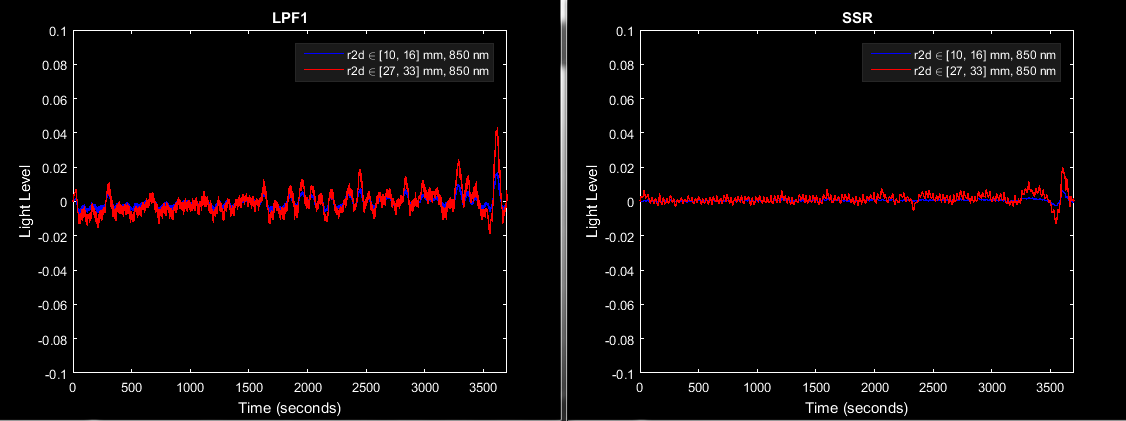 LPF1
r2d ∈ [10, 16] mm, 850 nm
r2d ∈ [27, 33] mm, 850 nm
0.1
0.08
0.06
0.04
0.02
0
-0.02
-0.04
-0.06
-0.08
-0.1
Light Level
0 500 1000 1500 2000 2500 3000 3500
Time (seconds)
SSR
r2d ∈ [10, 16] mm, 850 nm
r2d ∈ [27, 33] mm, 850 nm
0.1
0.08
0.06
0.04
0.02
0
-0.02
-0.04
-0.06
-0.08
-0.1
Light Level
0 500 1000 1500 2000 2500 3000 3500
Time (seconds)